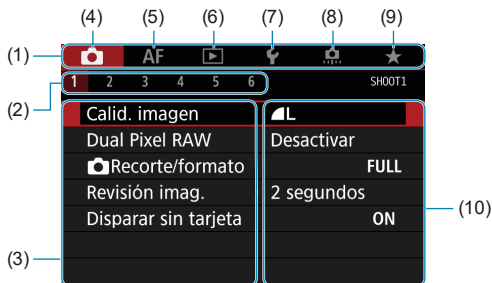 (4) (5) (6) (7) (8) (9)
(1) AF
(2) 1 2 3 4 5 6 SHOOT1
Calid. imagen L
Dual Pixel RAW Desactivar
Recorte/formato FULL
Revisión imag. 2 segundos
Disparar sin tarjeta ON
(3) (10)